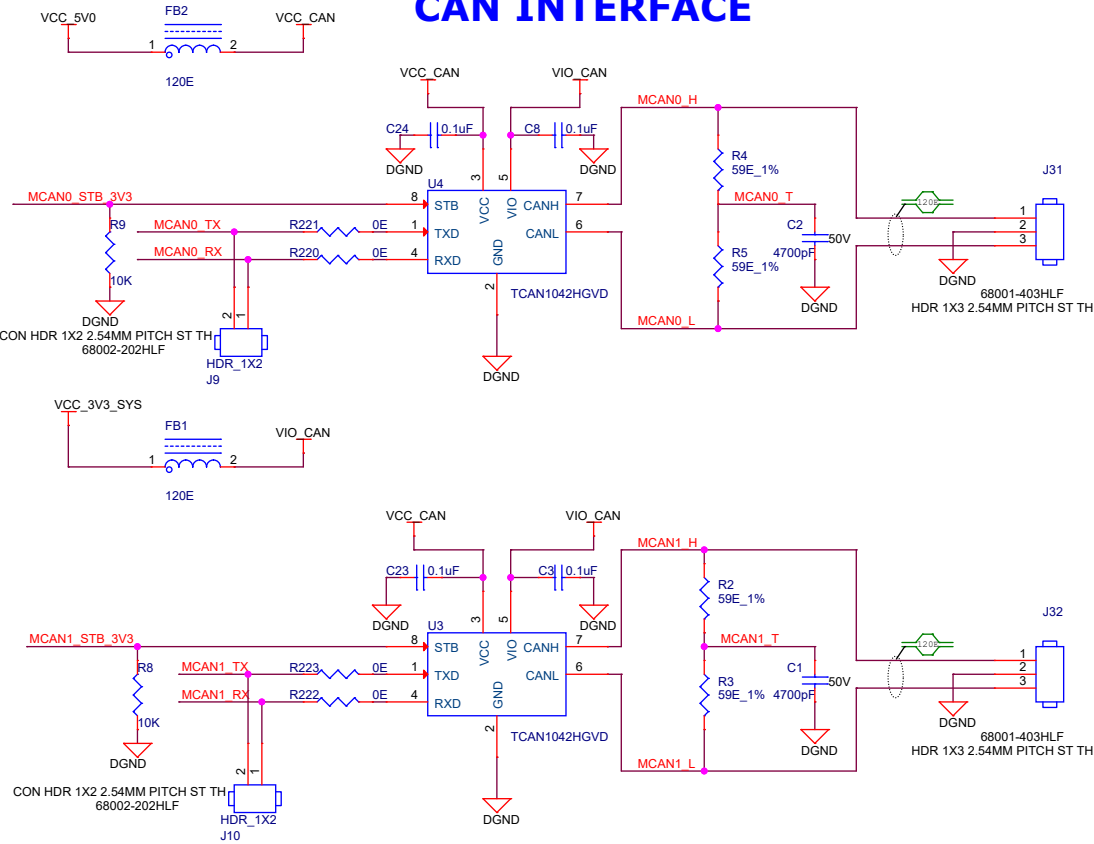 CAN INTERFACE
VCC_5V0
FB2
VCC_CAN
1
2
120E
VCC_CAN
VIO_CAN
MCAN0_H
C24
0.1uF
C8
0.1uF
DGND
DGND
R4
59E_1%
J31
U4
3
5
MCAN0_STB_3V3
8
STB
VCC
VIO
CANH
7
MCAN0_T
120E
R9
MCAN0_TX
R221
0E
1
TXD
CANL
6
C2
50V
4700pF
1
2
3
MCAN0_RX
R220
0E
4
RXD
GND
R5
59E_1%
10K
2
TCAN1042HGVD
DGND
DGND
68001-403HLF
HDR 1X3 2.54MM PITCH ST TH
DGND
2
1
MCAN0_L
CON HDR 1X2 2.54MM PITCH ST TH
68002-202HLF
HDR_1X2
J9
DGND
VCC_3V3_SYS
FB1
VIO_CAN
1
2
120E
VCC_CAN
VIO_CAN
MCAN1_H
C23
0.1uF
C3
0.1uF
DGND
DGND
R2
59E_1%
J32
U3
3
5
MCAN1_STB_3V3
8
STB
VCC
VIO
CANH
7
MCAN1_T
120E
R8
MCAN1_TX
R223
0E
1
TXD
CANL
6
C1
50V
4700pF
1
2
3
MCAN1_RX
R222
0E
4
RXD
GND
R3
59E_1%
10K
2
TCAN1042HGVD
DGND
DGND
68001-403HLF
HDR 1X3 2.54MM PITCH ST TH
DGND
2
1
MCAN1_L
CON HDR 1X2 2.54MM PITCH ST TH
68002-202HLF
HDR_1X2
J10
DGND